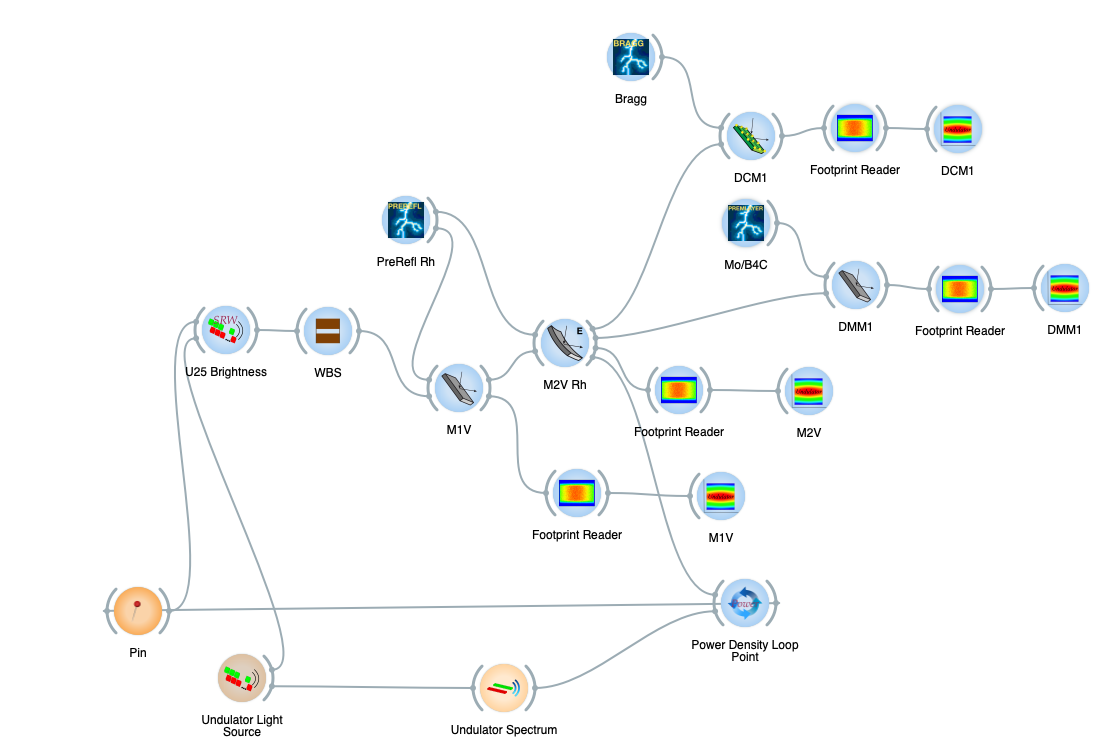 BRAGG
Bragg
DCM1
Footprint Reader
DCM1
PREREFL
PreRefl Rh
PREMLAYER
Mo/B4C
DMM1
Footprint Reader
DMM1
SRW
U25 Brightness
WBS
E
M2V Rh
M1V
Footprint Reader
M2V
Footprint Reader
M1V
Pin
Power Density Loop
Point
Undulator Light
Source
Undulator Spectrum